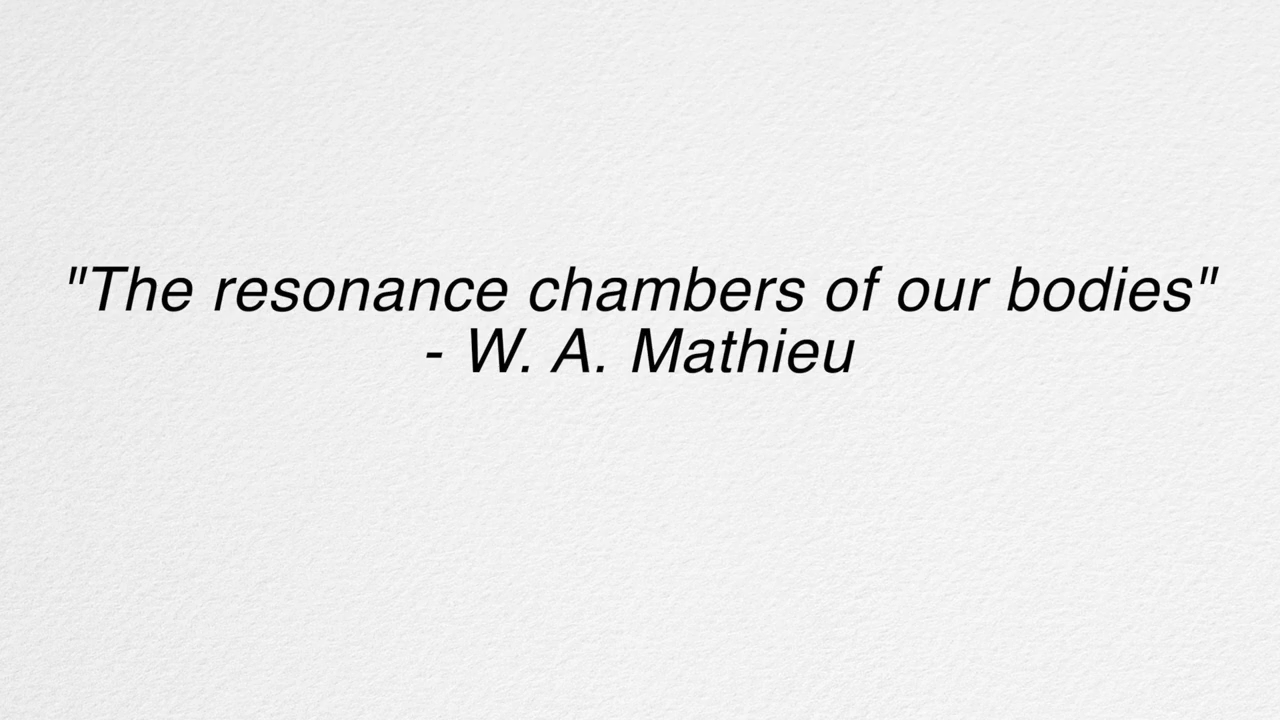 "The resonance chambers of our bodies"
- W. A. Mathieu